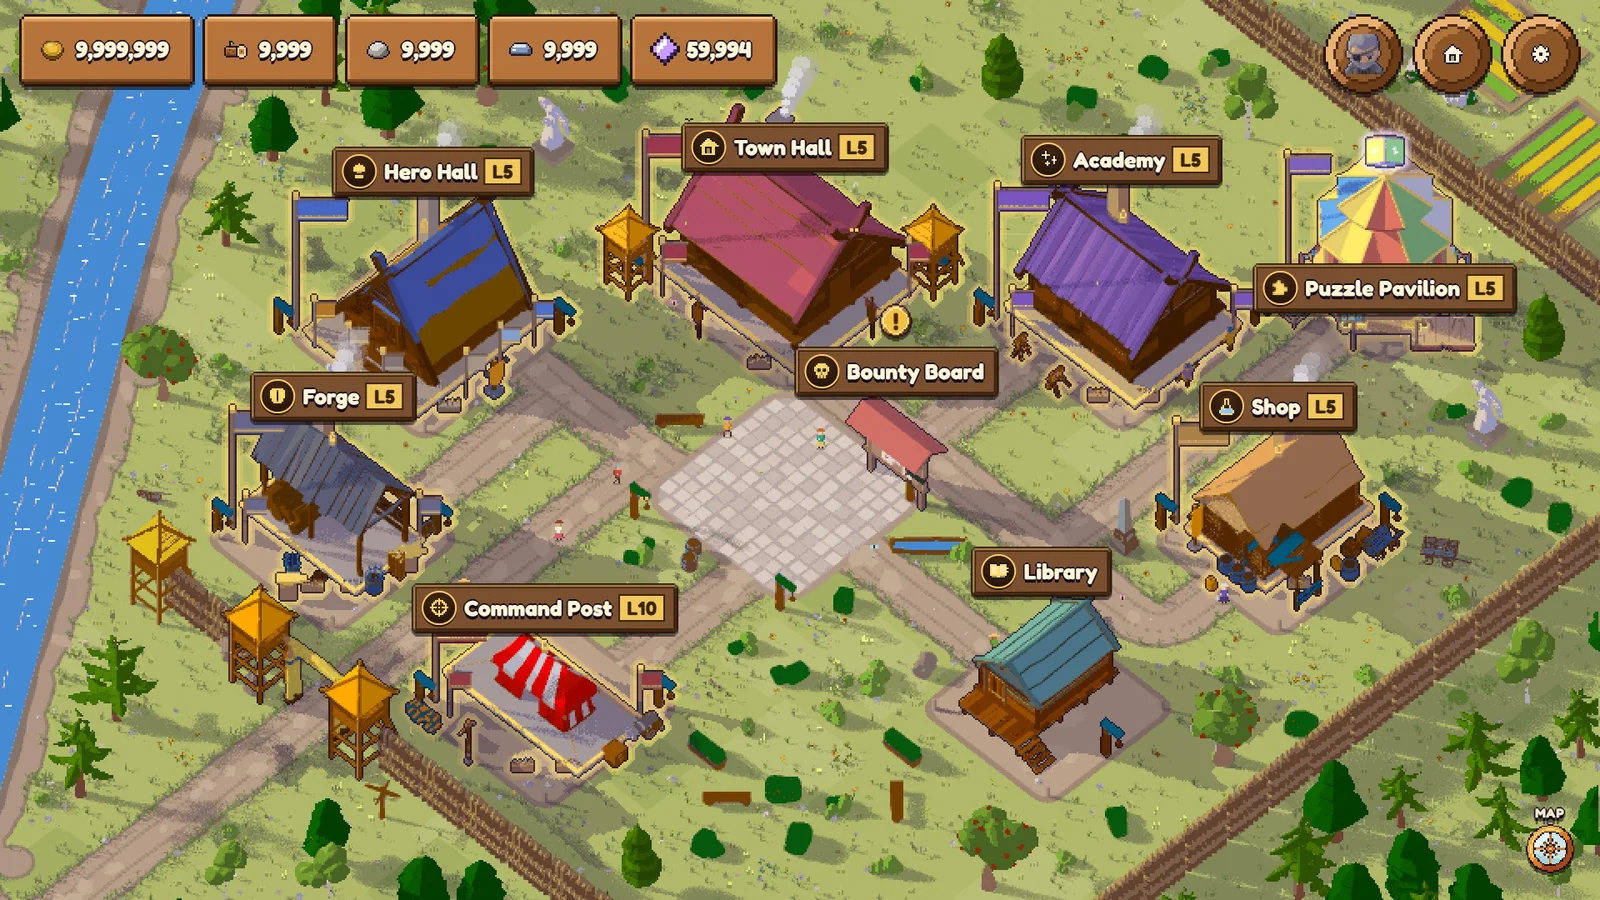 9,999,999
9,999
9,999
9,999
59,994
Town Hall L5
Academy L5
Hero Hall L5
Puzzle Pavilion L5
Bounty Board
Forge L5
Shop L5
Library
Command Post L10
MAP